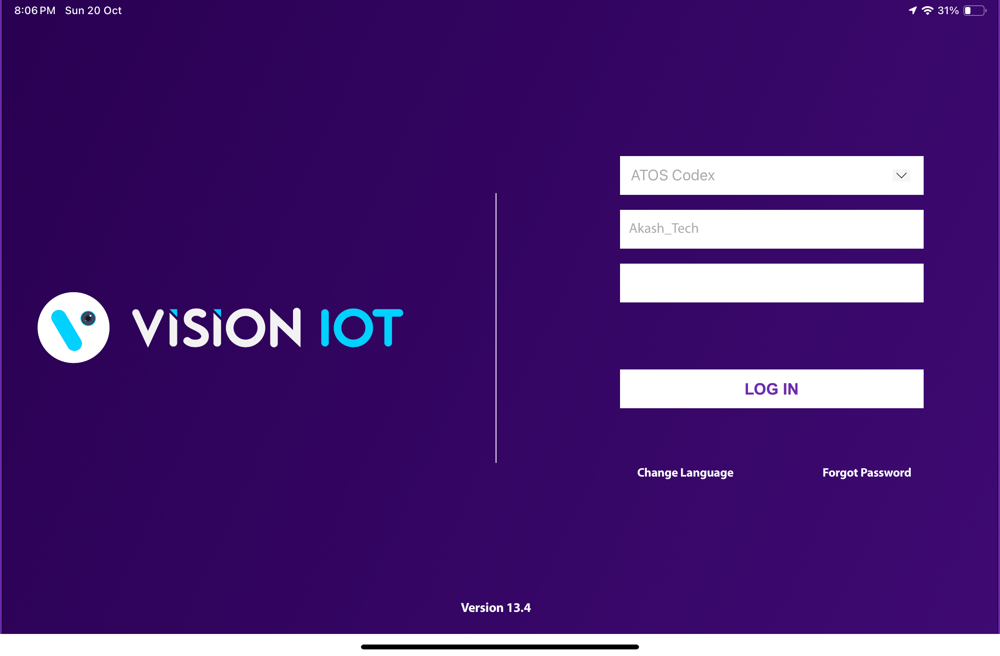 8:06 PM Sun 20 Oct
31%
ATOS Codex
Akash_Tech
VISION IOT
LOG IN
Change Language
Forgot Password
Version 13.4